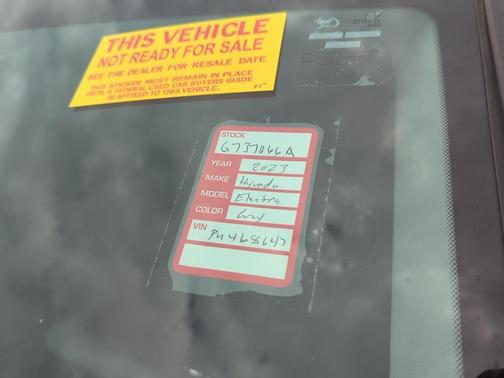 THIS VEHICLE
NOT READY FOR SALE
SEE THE DEALER FOR RESALE DATE
THIS STICKER MUST REMAIN IN PLACE
UNTIL A FEDERAL USED CAR BUYERS GUIDE
IS AFFIXED TO THIS VEHICLE.
STOCK
G737066A
YEAR 2023
MAKE Hyundai
MODEL Elantra
COLOR Gray
VIN
PU468647